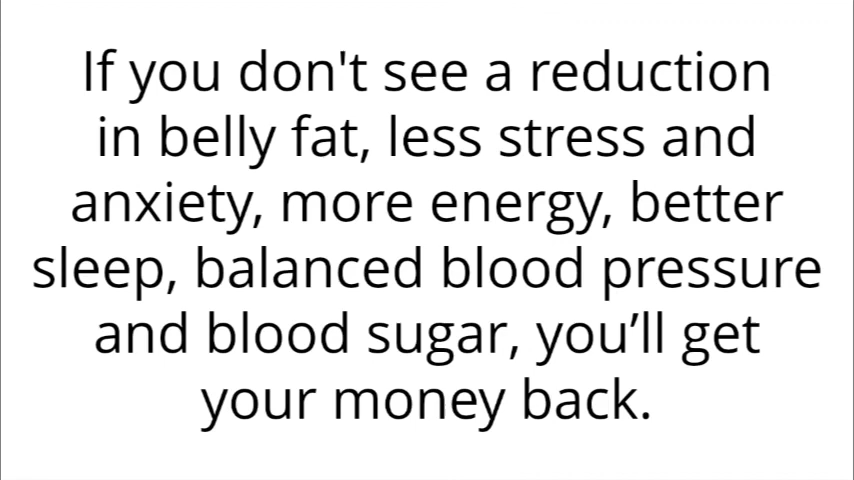 If you don't see a reduction
in belly fat, less stress and
anxiety, more energy, better
sleep, balanced blood pressure
and blood sugar, you’ll get
your money back.